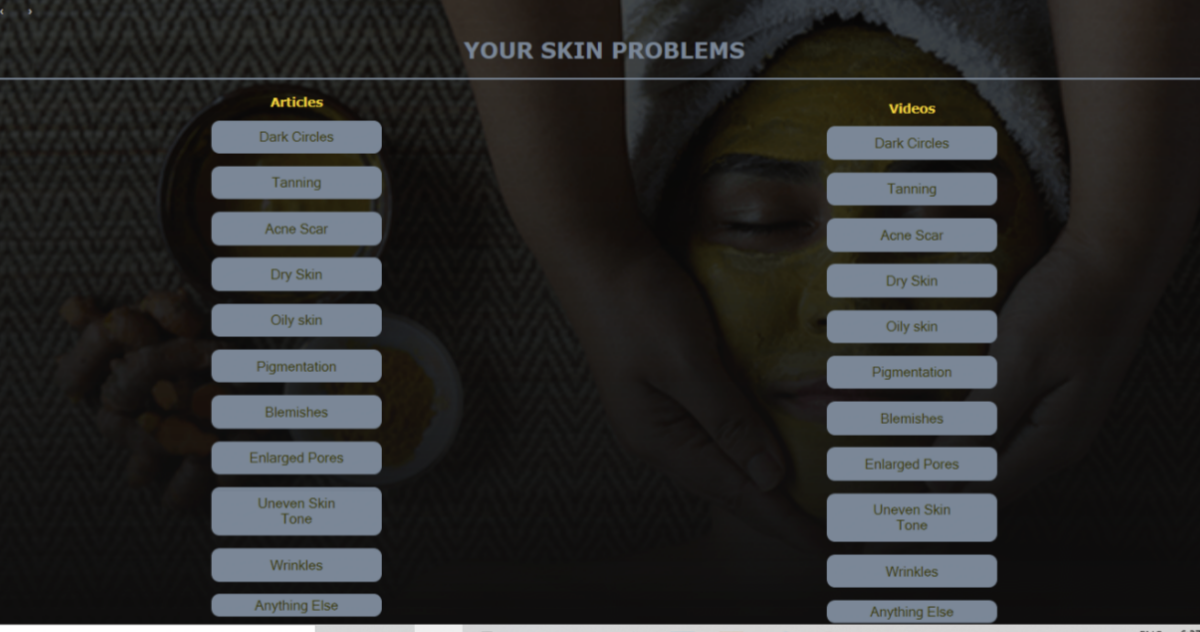 YOUR SKIN PROBLEMS
Articles
Dark Circles
Tanning
Acne Scar
Dry Skin
Oily skin
Pigmentation
Blemishes
Enlarged Pores
Uneven Skin
Tone
Wrinkles
Anything Else
Videos
Dark Circles
Tanning
Acne Scar
Dry Skin
Oily skin
Pigmentation
Blemishes
Enlarged Pores
Uneven Skin
Tone
Wrinkles
Anything Else